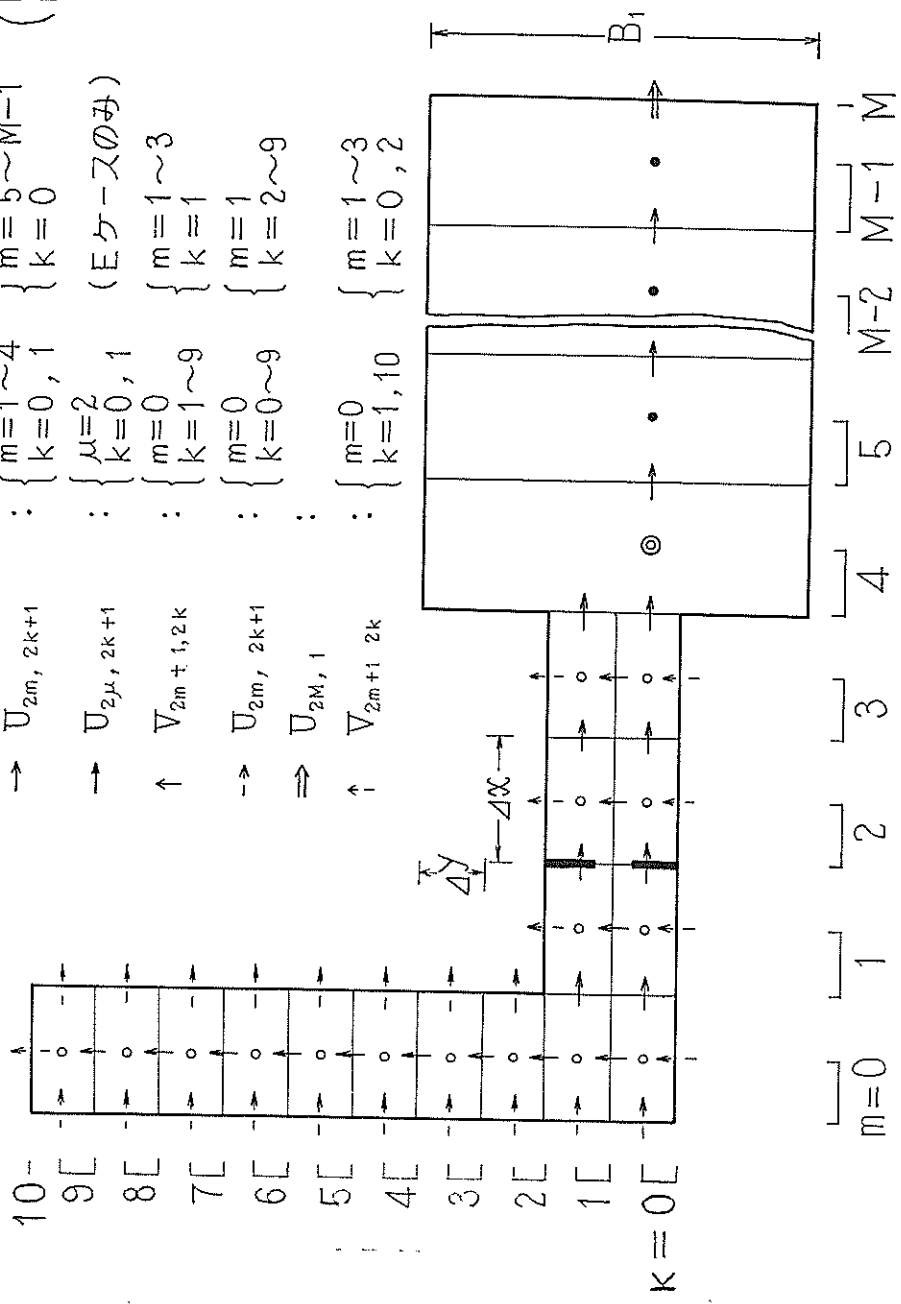 → U₂ₘ, ₂ₖ₊₁ : { m=1~4 k=0, 1 { m=5~M-1 k=0
→ U₂μ, ₂ₖ₊₁ : { μ=2 k=0, 1 (Eケースのみ)
↑ V₂ₘ₊₁, ₂ₖ : { m=0 k=1~9 { m=1~3 k=1
⇢ U₂ₘ, ₂ₖ₊₁ : { m=0 k=0~9 { m=1 k=2~9
⇒ U₂M, ₁ :
⇡ V₂ₘ₊₁ ₂ₖ : { m=0 k=1, 10 { m=1~3 k=0, 2
10
9
8
7
6
5
4
3
2
1
k=0
Δy
Δx
B₁
m=0 1 2 3 4 5 M-2 M-1 M